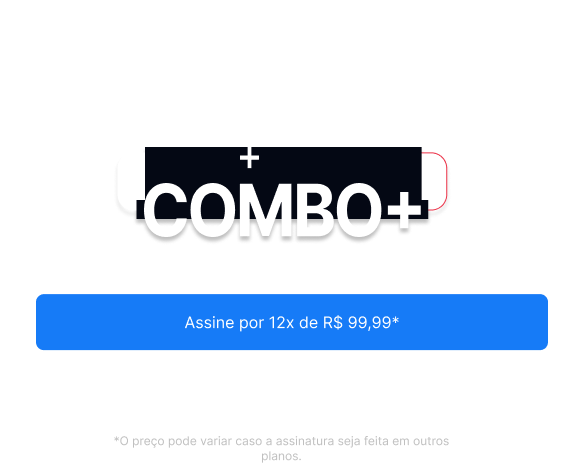 +
COMBO+
Assine por 12x de R$ 99,99*
*O preço pode variar caso a assinatura seja feita em outros
planos.